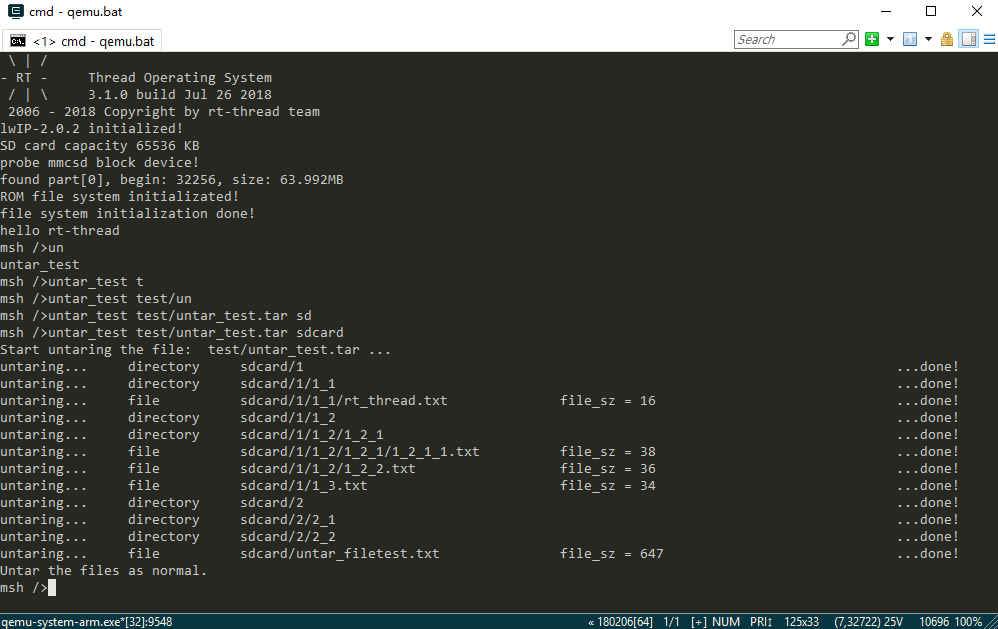 cmd - qemu.bat
<1> cmd - qemu.bat
Search
\ | /
- RT -     Thread Operating System
/ | \     3.1.0 build Jul 26 2018
2006 - 2018 Copyright by rt-thread team
lwIP-2.0.2 initialized!
SD card capacity 65536 KB
probe mmcsd block device!
found part[0], begin: 32256, size: 63.992MB
ROM file system initializated!
file system initialization done!
hello rt-thread
msh />un
untar_test
msh />untar_test t
msh />untar_test test/un
msh />untar_test test/untar_test.tar sd
msh />untar_test test/untar_test.tar sdcard
Start untaring the file:  test/untar_test.tar ...
untaring...     directory     sdcard/1     ...done!
untaring...     directory     sdcard/1/1_1     ...done!
untaring...     file     sdcard/1/1_1/rt_thread.txt     file_sz = 16     ...done!
untaring...     directory     sdcard/1/1_2     ...done!
untaring...     directory     sdcard/1/1_2/1_2_1     ...done!
untaring...     file     sdcard/1/1_2/1_2_1/1_2_1_1.txt     file_sz = 38     ...done!
untaring...     file     sdcard/1/1_2/1_2_2.txt     file_sz = 36     ...done!
untaring...     file     sdcard/1/1_3.txt     file_sz = 34     ...done!
untaring...     directory     sdcard/2     ...done!
untaring...     directory     sdcard/2/2_1     ...done!
untaring...     directory     sdcard/2/2_2     ...done!
untaring...     file     sdcard/untar_filetest.txt     file_sz = 647     ...done!
Untar the files as normal.
msh />
qemu-system-arm.exe*[32]:9548     « 180206[64]  1/1  [+] NUM  PRI↕  125x33  (7,32722) 25V  10696 100%